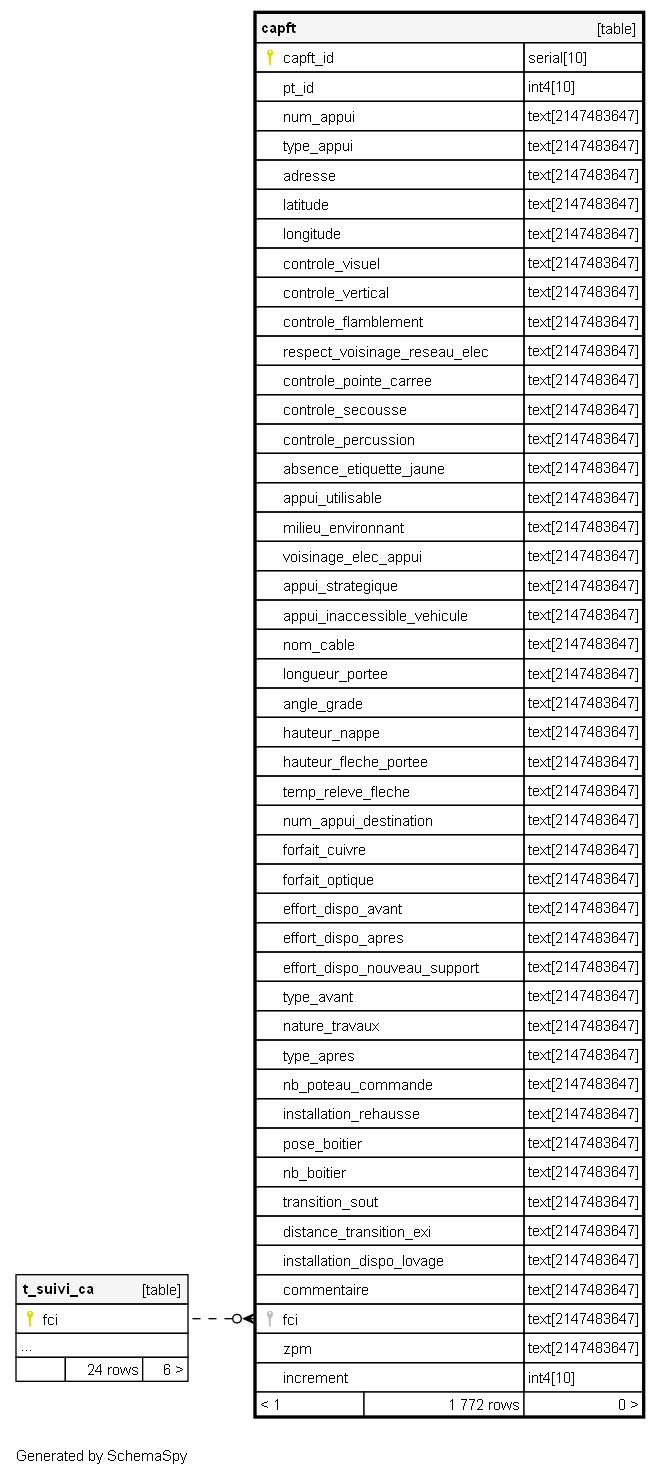 capft [table]
capft_id serial[10]
pt_id int4[10]
num_appui text[2147483647]
type_appui text[2147483647]
adresse text[2147483647]
latitude text[2147483647]
longitude text[2147483647]
controle_visuel text[2147483647]
controle_vertical text[2147483647]
controle_flamblement text[2147483647]
respect_voisinage_reseau_elec text[2147483647]
controle_pointe_carree text[2147483647]
controle_secousse text[2147483647]
controle_percussion text[2147483647]
absence_etiquette_jaune text[2147483647]
appui_utilisable text[2147483647]
milieu_environnant text[2147483647]
voisinage_elec_appui text[2147483647]
appui_strategique text[2147483647]
appui_inaccessible_vehicule text[2147483647]
nom_cable text[2147483647]
longueur_portee text[2147483647]
angle_grade text[2147483647]
hauteur_nappe text[2147483647]
hauteur_fleche_portee text[2147483647]
temp_releve_fleche text[2147483647]
num_appui_destination text[2147483647]
forfait_cuivre text[2147483647]
forfait_optique text[2147483647]
effort_dispo_avant text[2147483647]
effort_dispo_apres text[2147483647]
effort_dispo_nouveau_support text[2147483647]
type_avant text[2147483647]
nature_travaux text[2147483647]
type_apres text[2147483647]
nb_poteau_commande text[2147483647]
installation_rehausse text[2147483647]
pose_boitier text[2147483647]
nb_boitier text[2147483647]
transition_sout text[2147483647]
distance_transition_exi text[2147483647]
installation_dispo_lovage text[2147483647]
commentaire text[2147483647]
fci text[2147483647]
zpm text[2147483647]
increment int4[10]
< 1 1 772 rows 0 >
t_suivi_ca [table]
fci
...
24 rows 6 >
Generated by SchemaSpy